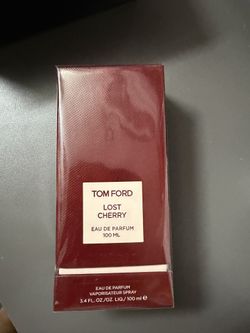 TOM FORD
LOST
CHERRY
EAU DE PARFUM
100 ML
EAU DE PARFUM
VAPORISATEUR SPRAY
3.4 FL. OZ./OZ. LIQ./100 ml ℮